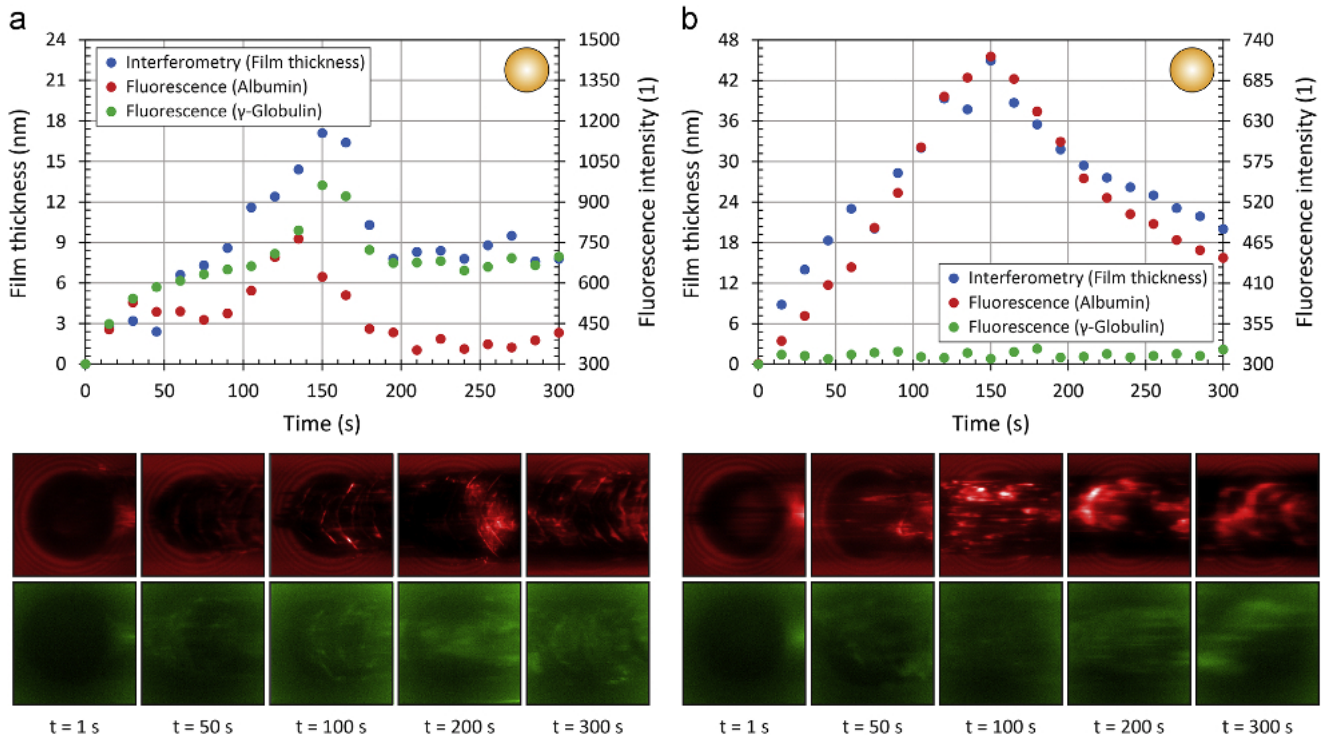 a
24
21
18
15
12
9
6
3
0
Film thickness (nm)
Interferometry (Film thickness)
Fluorescence (Albumin)
Fluorescence (γ-Globulin)
1500
1350
1200
1050
900
750
600
450
300
Fluorescence intensity (1)
0 50 100 150 200 250 300
Time (s)
b
48
42
36
30
24
18
12
6
0
Film thickness (nm)
Interferometry (Film thickness)
Fluorescence (Albumin)
Fluorescence (γ-Globulin)
740
685
630
575
520
465
410
355
300
Fluorescence intensity (1)
0 50 100 150 200 250 300
Time (s)
t = 1 s t = 50 s t = 100 s t = 200 s t = 300 s
t = 1 s t = 50 s t = 100 s t = 200 s t = 300 s